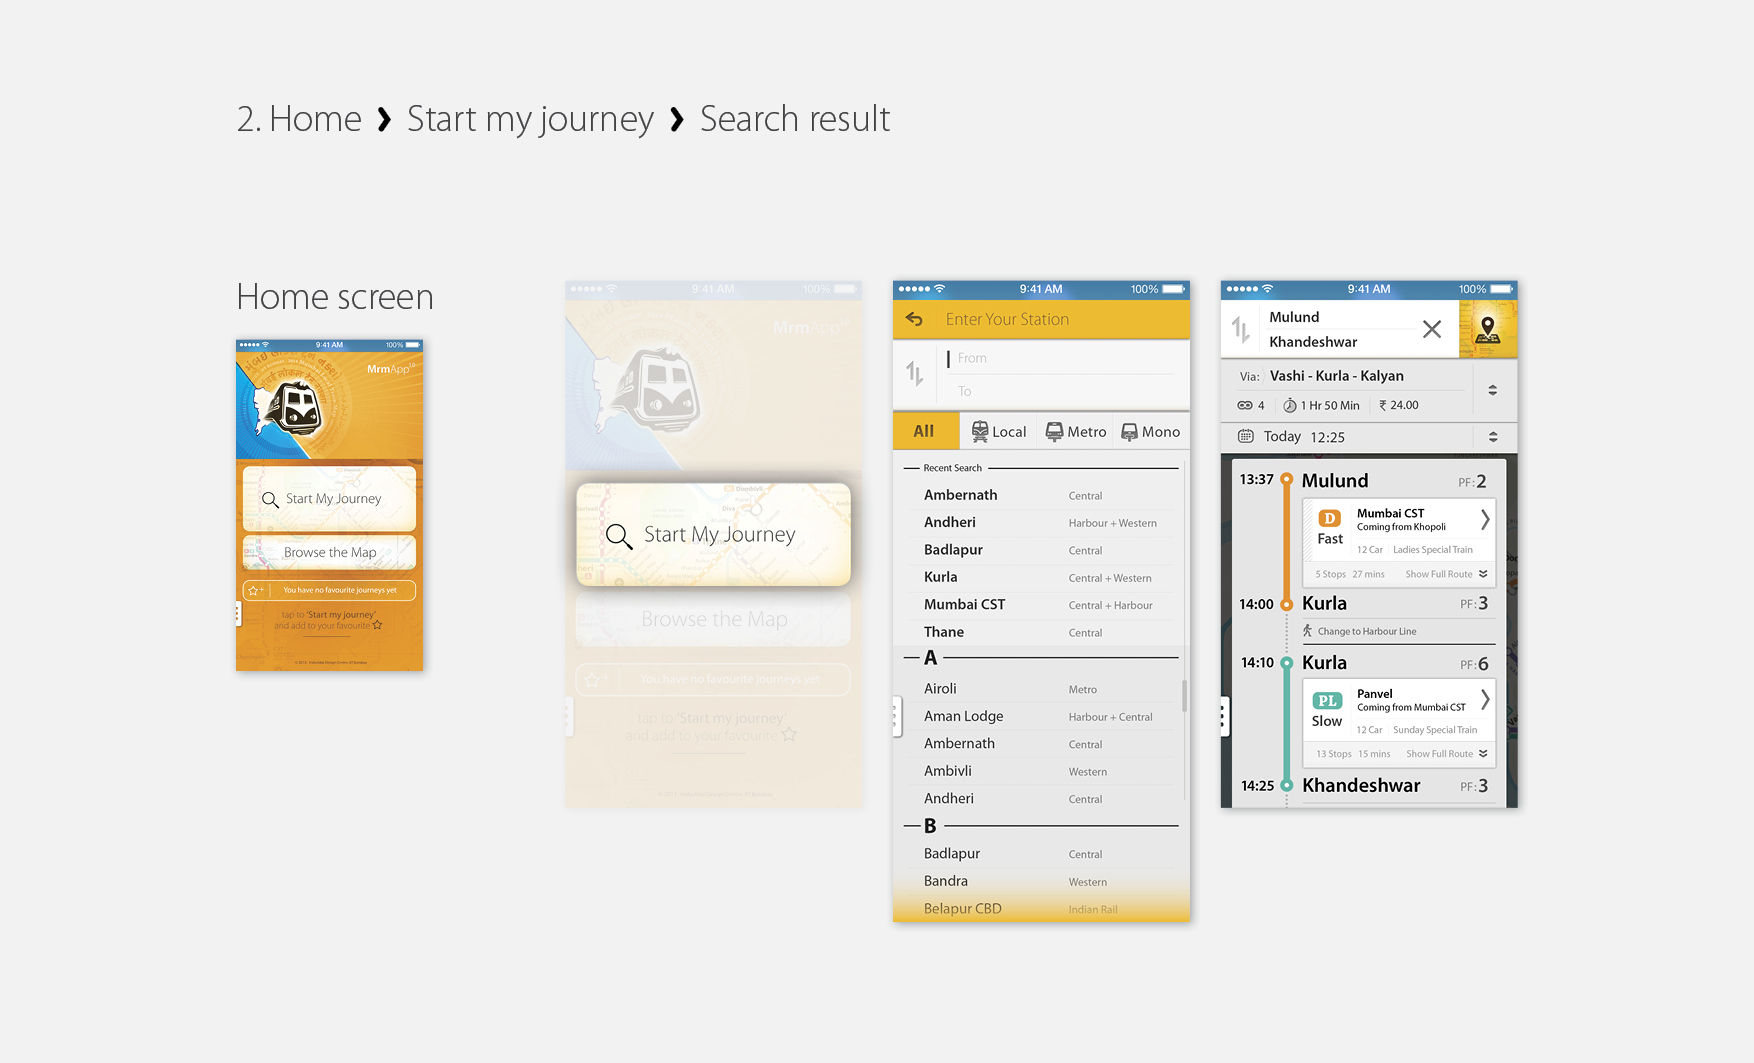 2. Home › Start my journey › Search result
Home screen
9:41 AM 100%
MrmApp
Start My Journey
Browse the Map
You have no favourite journeys yet
tap to 'Start my journey'
and add to your favourite
9:41 AM 100%
MrmApp
Start My Journey
Browse the Map
You have no favourite journeys yet
tap to 'Start my journey'
and add to your favourite
9:41 AM 100%
Enter Your Station
From
To
All Local Metro Mono
Recent Search
Ambernath Central
Andheri Harbour + Western
Badlapur Central
Kurla Central + Western
Mumbai CST Central + Harbour
Thane Central
A
Airoli Metro
Aman Lodge Harbour + Central
Ambernath Central
Ambivli Western
Andheri Central
B
Badlapur Central
Bandra Western
Belapur CBD Indian Rail
9:41 AM 100%
Mulund
Khandeshwar
Via: Vashi - Kurla - Kalyan
4 1 Hr 50 Min ₹ 24.00
Today 12:25
13:37 Mulund PF: 2
D Mumbai CST
Coming from Khopoli
Fast
12 Car Ladies Special Train
5 Stops 27 mins Show Full Route
14:00 Kurla PF: 3
Change to Harbour Line
14:10 Kurla PF: 6
PL Panvel
Coming from Mumbai CST
Slow
12 Car Sunday Special Train
13 Stops 15 mins Show Full Route
14:25 Khandeshwar PF: 3